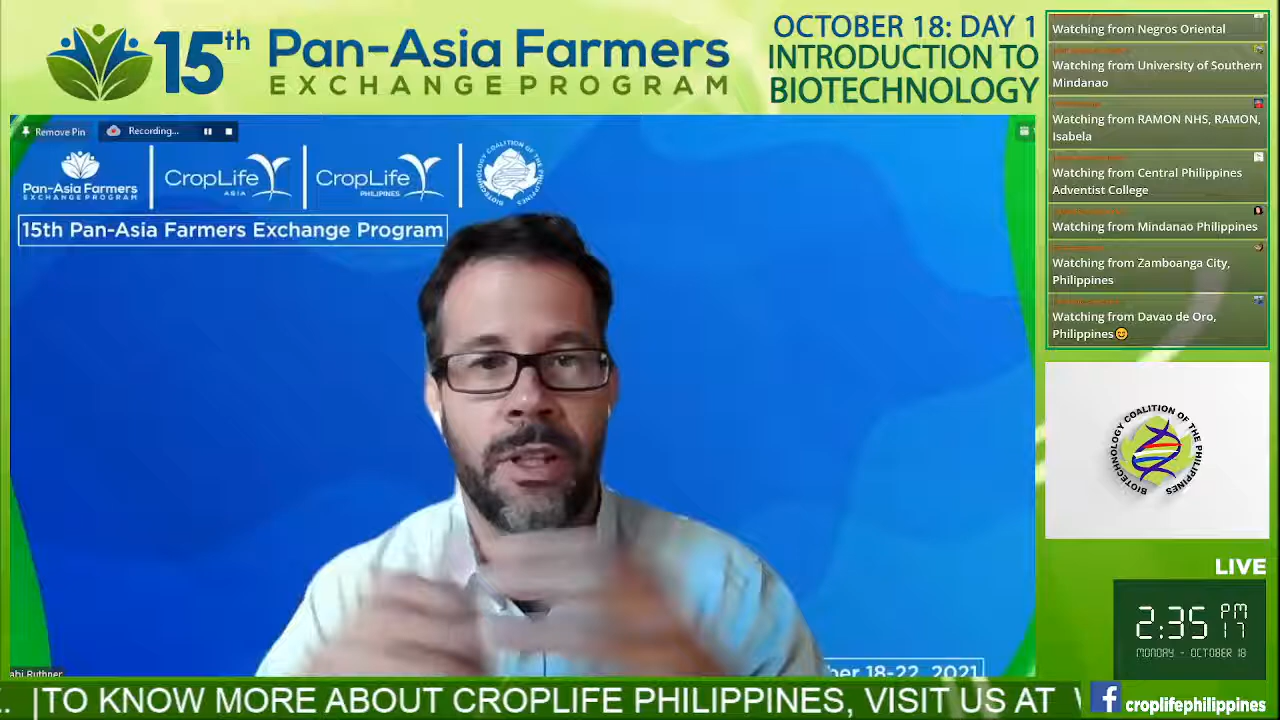 15th Pan-Asia Farmers
EXCHANGE PROGRAM
OCTOBER 18: DAY 1
INTRODUCTION TO
BIOTECHNOLOGY
Remove Pin
Recording...
Pan-Asia Farmers
EXCHANGE PROGRAM
CropLife
ASIA
CropLife
PHILIPPINES
BIOTECHNOLOGY COALITION OF THE PHILIPPINES
15th Pan-Asia Farmers Exchange Program
Watching from Negros Oriental
Watching from University of Southern
Mindanao
Watching from RAMON NHS, RAMON,
Isabela
Watching from Central Philippines
Adventist College
Watching from Mindanao Philippines
Watching from Zamboanga City,
Philippines
Watching from Davao de Oro,
Philippines😊
BIOTECHNOLOGY COALITION OF THE PHILIPPINES
LIVE
2:35 PM
17
MONDAY - OCTOBER 18
abi Ruthner
ber 18-22, 2021
. |TO KNOW MORE ABOUT CROPLIFE PHILIPPINES, VISIT US AT
croplifephilippines